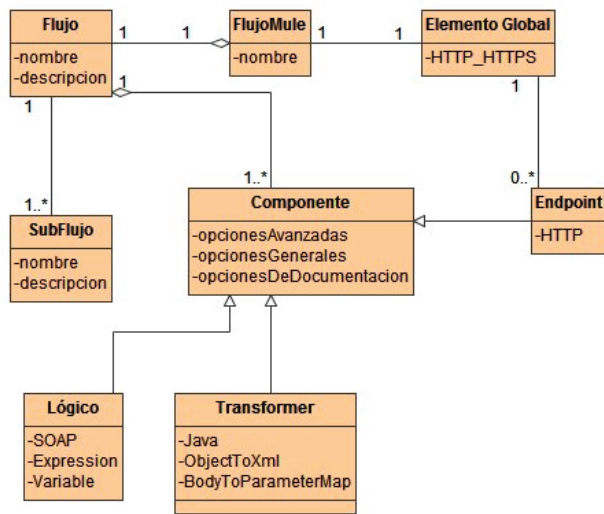 Flujo
-nombre
-descripcion
1
1
1
1
FlujoMule
-nombre
1
1
Elemento Global
-HTTP_HTTPS
1
1..*
SubFlujo
-nombre
-descripcion
1..*
Componente
-opcionesAvanzadas
-opcionesGenerales
-opcionesDeDocumentacion
0..*
Endpoint
-HTTP
Lógico
-SOAP
-Expression
-Variable
Transformer
-Java
-ObjectToXml
-BodyToParameterMap